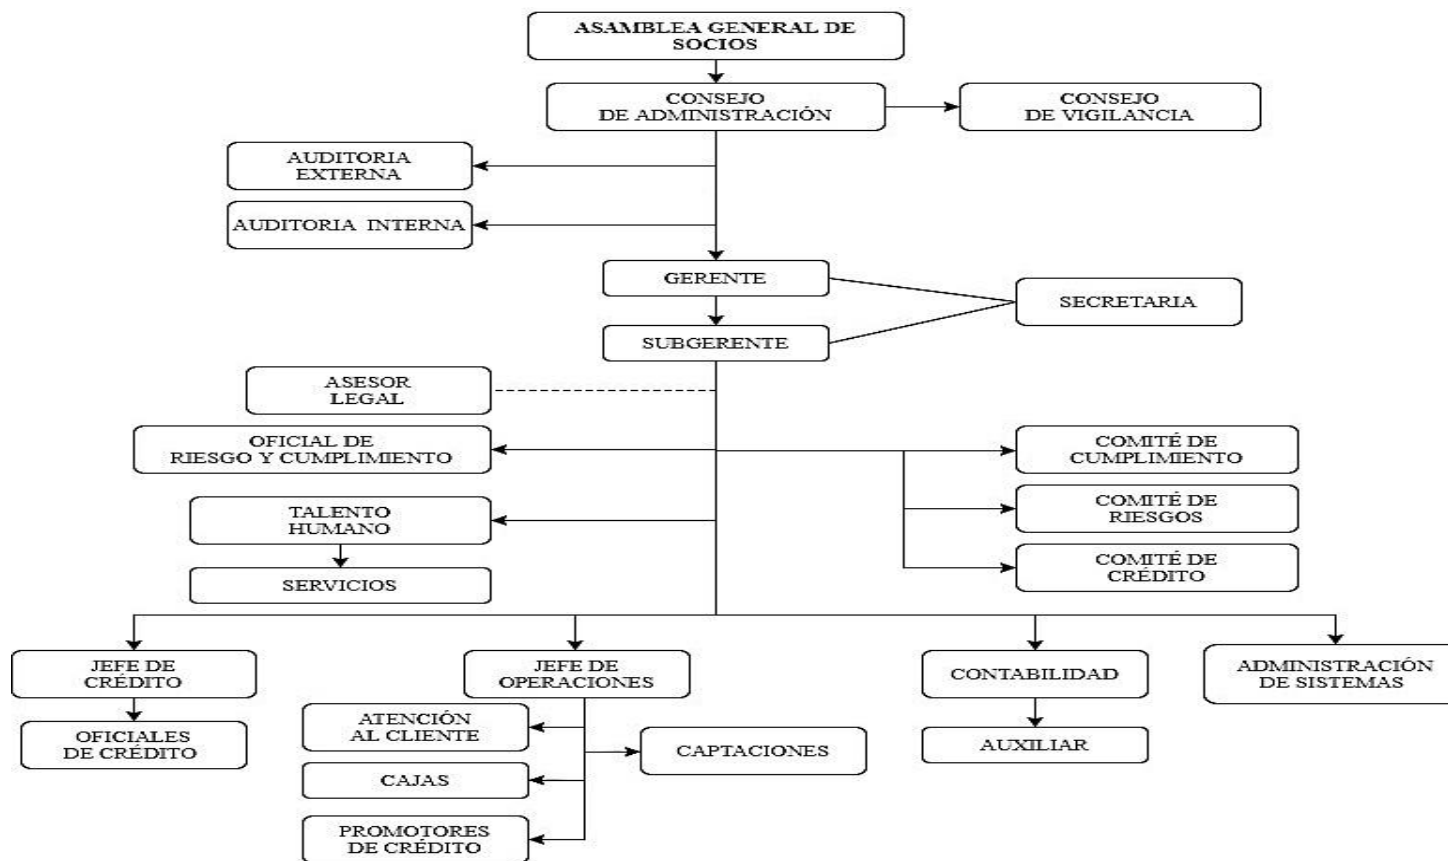 ASAMBLEA GENERAL DE
SOCIOS
CONSEJO
DE ADMINISTRACIÓN
CONSEJO
DE VIGILANCIA
AUDITORIA
EXTERNA
AUDITORIA INTERNA
GERENTE
SECRETARIA
SUBGERENTE
ASESOR
LEGAL
OFICIAL DE
RIESGO Y CUMPLIMIENTO
COMITÉ DE
CUMPLIMIENTO
TALENTO
HUMANO
COMITÉ DE
RIESGOS
SERVICIOS
COMITÉ DE
CRÉDITO
JEFE DE
CRÉDITO
JEFE DE
OPERACIONES
CONTABILIDAD
ADMINISTRACIÓN
DE SISTEMAS
OFICIALES
DE CRÉDITO
ATENCIÓN
AL CLIENTE
CAPTACIONES
AUXILIAR
CAJAS
PROMOTORES
DE CRÉDITO